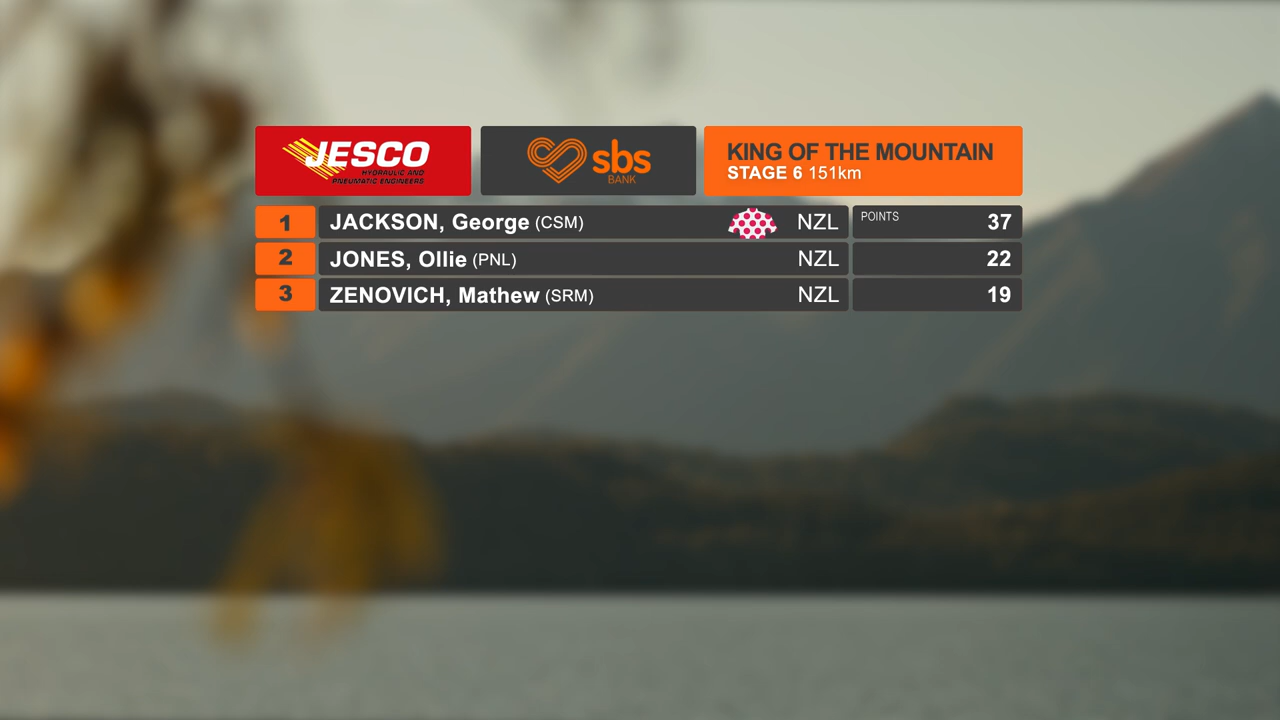 JESCO
HYDRAULIC AND
PNEUMATIC ENGINEERS
sbs
BANK
KING OF THE MOUNTAIN
STAGE 6 151km
1 JACKSON, George (CSM) NZL POINTS 37
2 JONES, Ollie (PNL) NZL 22
3 ZENOVICH, Mathew (SRM) NZL 19